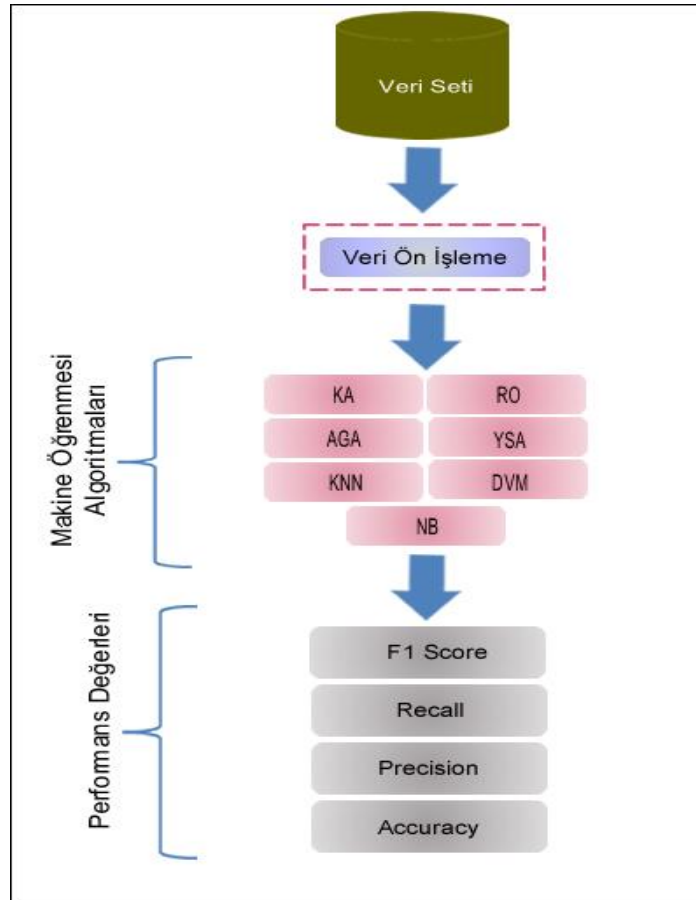 Veri Seti
Veri Ön İşleme
Makine Öğrenmesi
Algoritmaları
KA
RO
AGA
YSA
KNN
DVM
NB
Performans Değerleri
F1 Score
Recall
Precision
Accuracy